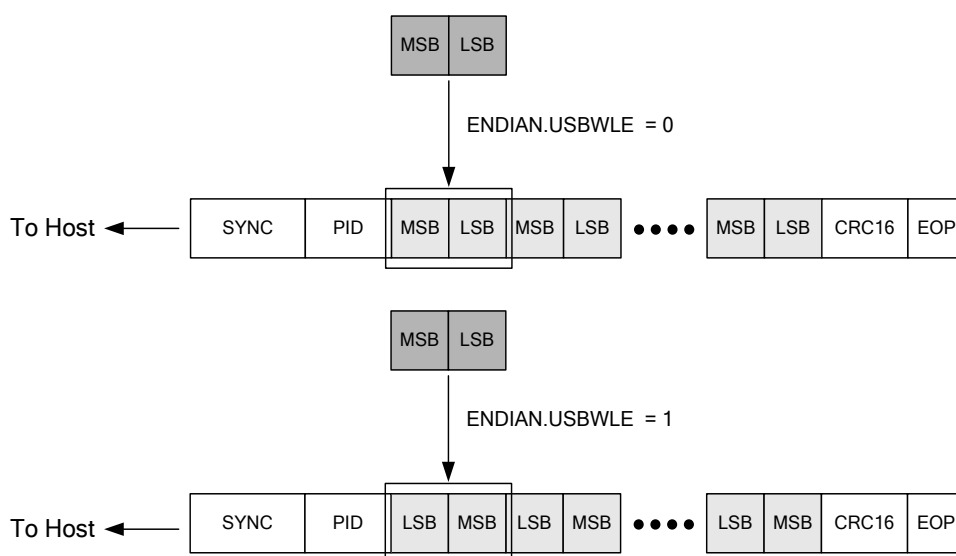 MSB LSB
ENDIAN.USBWLE = 0
To Host SYNC PID MSB LSB MSB LSB MSB LSB CRC16 EOP
MSB LSB
ENDIAN.USBWLE = 1
To Host SYNC PID LSB MSB LSB MSB LSB MSB CRC16 EOP